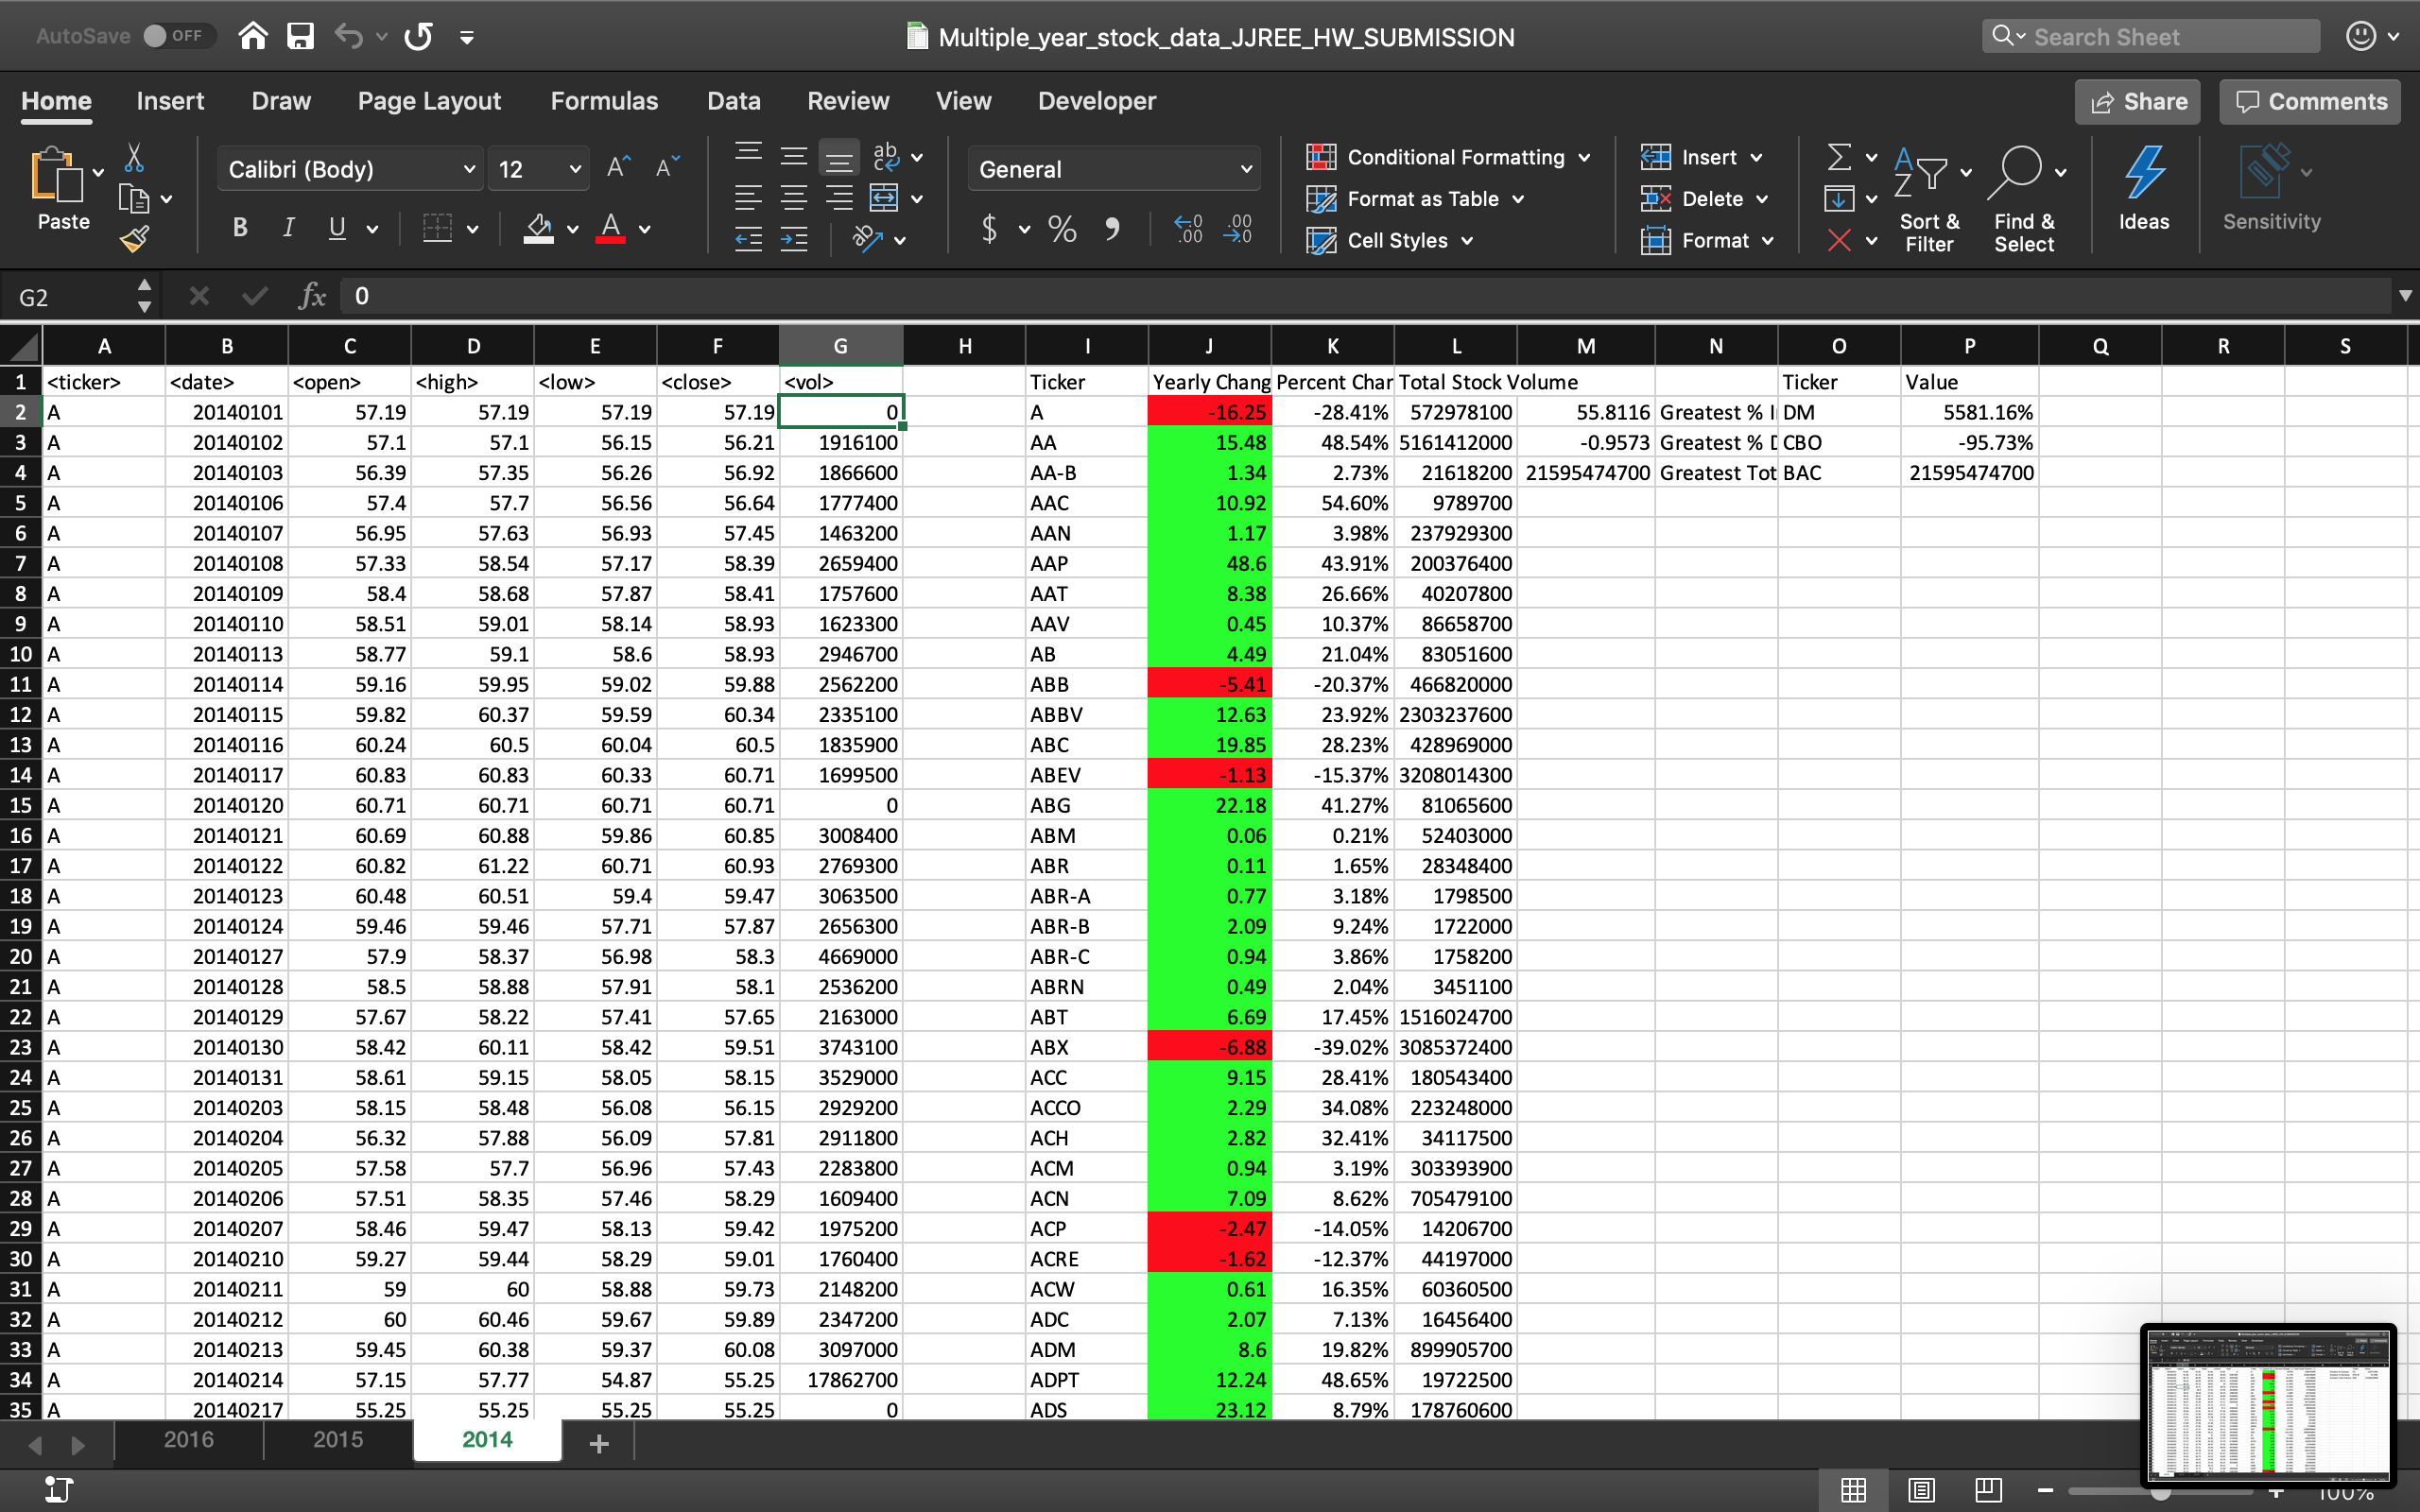 AutoSave OFF Multiple_year_stock_data_JJREE_HW_SUBMISSION Search Sheet
Home Insert Draw Page Layout Formulas Data Review View Developer Share Comments
Paste Calibri (Body) 12 General Conditional Formatting Format as Table Cell Styles Insert Delete Format Sort & Filter Find & Select Ideas Sensitivity
G2 fx 0
A B C D E F G H I J K L M N O P Q R S
1 <ticker> <date> <open> <high> <low> <close> <vol> Ticker Yearly Chang Percent Char Total Stock Volume Ticker Value
2 A 20140101 57.19 57.19 57.19 57.19 0 A -16.25 -28.41% 572978100 55.8116 Greatest % I DM 5581.16%
3 A 20140102 57.1 57.1 56.15 56.21 1916100 AA 15.48 48.54% 5161412000 -0.9573 Greatest % D CBO -95.73%
4 A 20140103 56.39 57.35 56.26 56.92 1866600 AA-B 1.34 2.73% 21618200 21595474700 Greatest Tot BAC 21595474700
5 A 20140106 57.4 57.7 56.56 56.64 1777400 AAC 10.92 54.60% 9789700
6 A 20140107 56.95 57.63 56.93 57.45 1463200 AAN 1.17 3.98% 237929300
7 A 20140108 57.33 58.54 57.17 58.39 2659400 AAP 48.6 43.91% 200376400
8 A 20140109 58.4 58.68 57.87 58.41 1757600 AAT 8.38 26.66% 40207800
9 A 20140110 58.51 59.01 58.14 58.93 1623300 AAV 0.45 10.37% 86658700
10 A 20140113 58.77 59.1 58.6 58.93 2946700 AB 4.49 21.04% 83051600
11 A 20140114 59.16 59.95 59.02 59.88 2562200 ABB -5.41 -20.37% 466820000
12 A 20140115 59.82 60.37 59.59 60.34 2335100 ABBV 12.63 23.92% 2303237600
13 A 20140116 60.24 60.5 60.04 60.5 1835900 ABC 19.85 28.23% 428969000
14 A 20140117 60.83 60.83 60.33 60.71 1699500 ABEV -1.13 -15.37% 3208014300
15 A 20140120 60.71 60.71 60.71 60.71 0 ABG 22.18 41.27% 81065600
16 A 20140121 60.69 60.88 59.86 60.85 3008400 ABM 0.06 0.21% 52403000
17 A 20140122 60.82 61.22 60.71 60.93 2769300 ABR 0.11 1.65% 28348400
18 A 20140123 60.48 60.51 59.4 59.47 3063500 ABR-A 0.77 3.18% 1798500
19 A 20140124 59.46 59.46 57.71 57.87 2656300 ABR-B 2.09 9.24% 1722000
20 A 20140127 57.9 58.37 56.98 58.3 4669000 ABR-C 0.94 3.86% 1758200
21 A 20140128 58.5 58.88 57.91 58.1 2536200 ABRN 0.49 2.04% 3451100
22 A 20140129 57.67 58.22 57.41 57.65 2163000 ABT 6.69 17.45% 1516024700
23 A 20140130 58.42 60.11 58.42 59.51 3743100 ABX -6.88 -39.02% 3085372400
24 A 20140131 58.61 59.15 58.05 58.15 3529000 ACC 9.15 28.41% 180543400
25 A 20140203 58.15 58.48 56.08 56.15 2929200 ACCO 2.29 34.08% 223248000
26 A 20140204 56.32 57.88 56.09 57.81 2911800 ACH 2.82 32.41% 34117500
27 A 20140205 57.58 57.7 56.96 57.43 2283800 ACM 0.94 3.19% 303393900
28 A 20140206 57.51 58.35 57.46 58.29 1609400 ACN 7.09 8.62% 705479100
29 A 20140207 58.46 59.47 58.13 59.42 1975200 ACP -2.47 -14.05% 14206700
30 A 20140210 59.27 59.44 58.29 59.01 1760400 ACRE -1.62 -12.37% 44197000
31 A 20140211 59 60 58.88 59.73 2148200 ACW 0.61 16.35% 60360500
32 A 20140212 60 60.46 59.67 59.89 2347200 ADC 2.07 7.13% 16456400
33 A 20140213 59.45 60.38 59.37 60.08 3097000 ADM 8.6 19.82% 899905700
34 A 20140214 57.15 57.77 54.87 55.25 17862700 ADPT 12.24 48.65% 19722500
35 A 20140217 55.25 55.25 55.25 55.25 0 ADS 23.12 8.79% 178760600
2016 2015 2014
100%